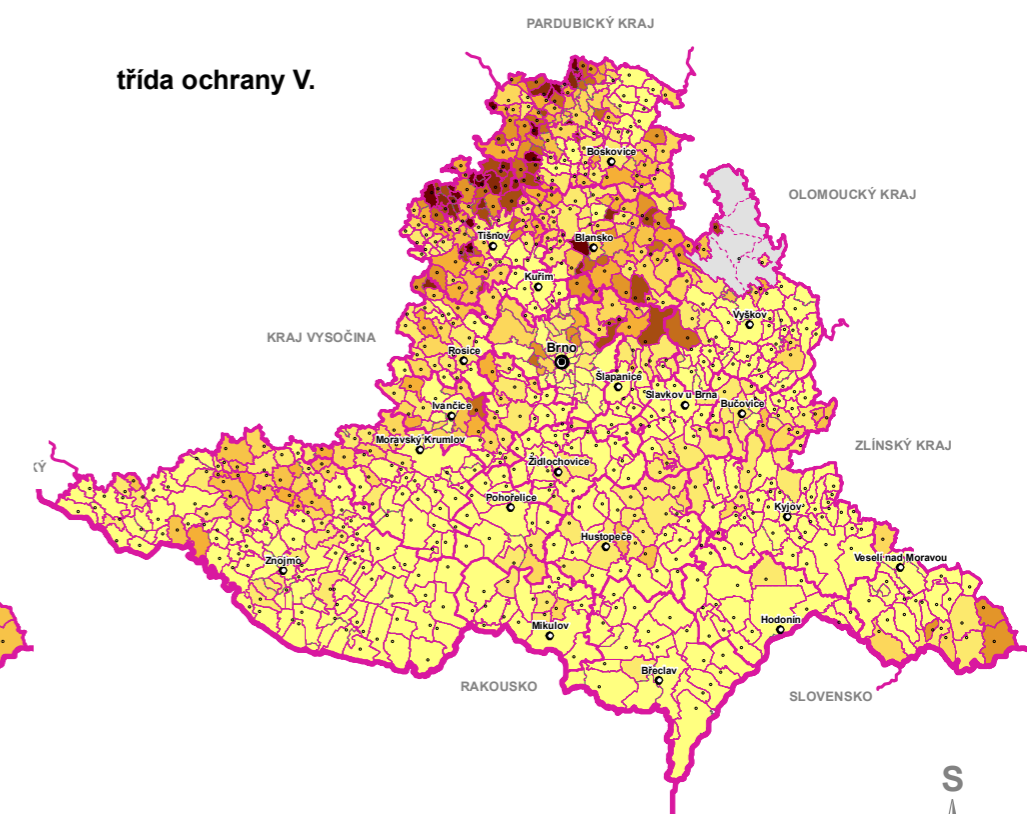 PARDUBICKÝ KRAJ
třída ochrany V.
Boskovice
OLOMOUCKÝ KRAJ
Tišnov
Blansko
Kuřim
Vyškov
KRAJ VYSOČINA
Brno
Rosice
Šlapanice
Slavkov u Brna
Bučovice
Ivančice
Moravský Krumlov
ZLÍNSKÝ KRAJ
Židlochovice
KÝ
Pohořelice
Kyjov
Hustopeče
Veselí nad Moravou
Znojmo
Hodonín
Mikulov
Břeclav
RAKOUSKO
SLOVENSKO
S